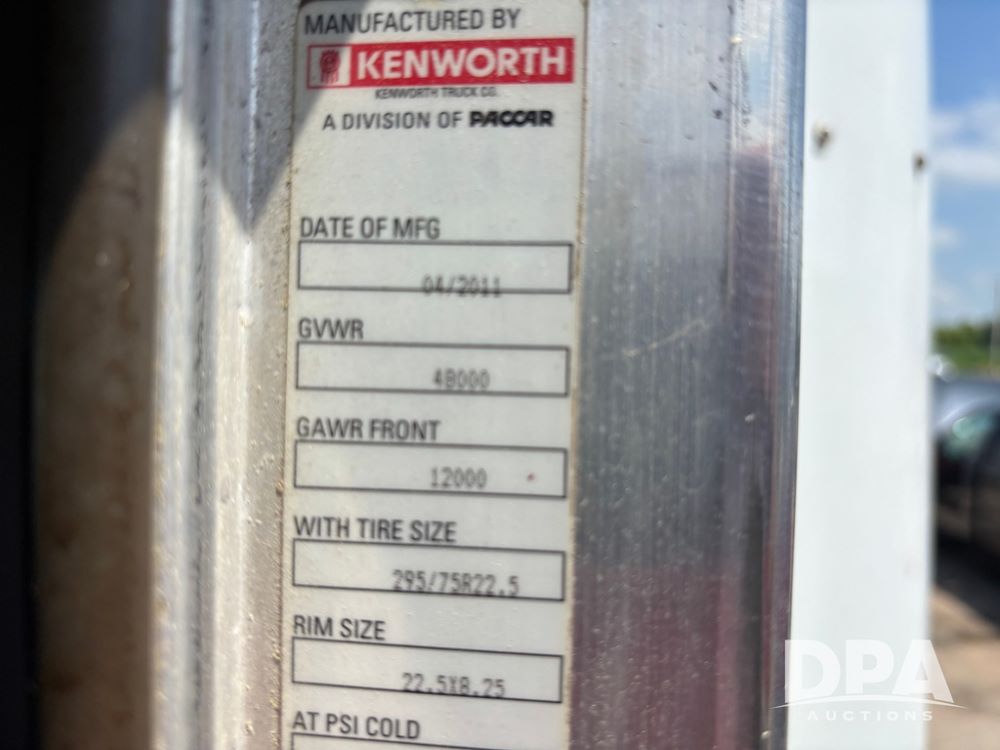 MANUFACTURED BY
KENWORTH
KENWORTH TRUCK CO.
A DIVISION OF PACCAR
DATE OF MFG
04/2011
GVWR
48000
GAWR FRONT
12000
WITH TIRE SIZE
295/75R22.5
RIM SIZE
22.5X8.25
AT PSI COLD
DPA
AUCTIONS